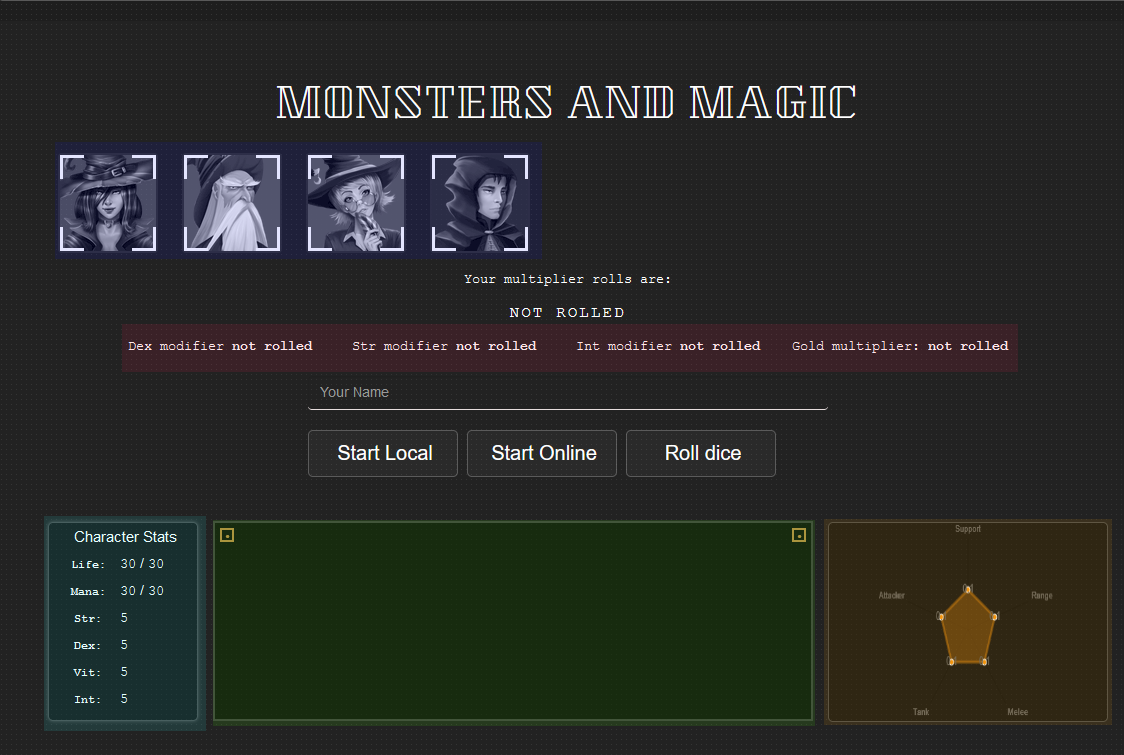 MONSTERS AND MAGIC
Your multiplier rolls are:
NOT ROLLED
Dex modifier not rolled Str modifier not rolled Int modifier not rolled Gold multiplier: not rolled
Your Name
Start Local Start Online Roll dice
Character Stats
Life: 30 / 30
Mana: 30 / 30
Str: 5
Dex: 5
Vit: 5
Int: 5
Support
Attacker Range
Tank Melee